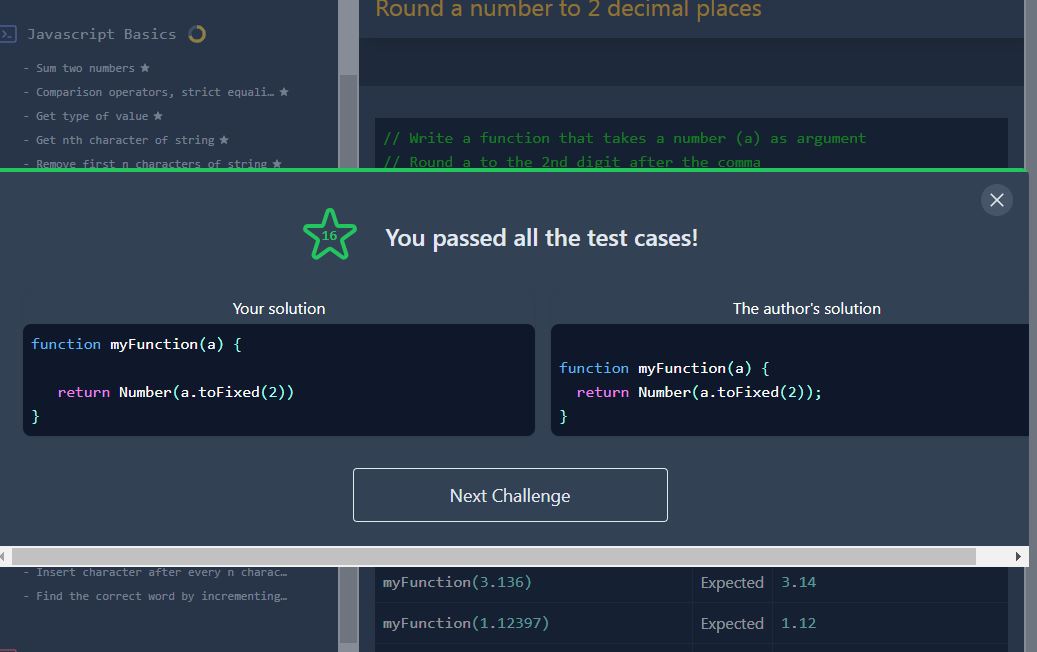 Round a number to 2 decimal places
Javascript Basics
- Sum two numbers ★
- Comparison operators, strict equali… ★
- Get type of value ★
- Get nth character of string ★
- Remove first n characters of string ★
// Write a function that takes a number (a) as argument
// Round a to the 2nd digit after the comma
16
You passed all the test cases!
Your solution
function myFunction(a) {
return Number(a.toFixed(2))
}
The author's solution
function myFunction(a) {
return Number(a.toFixed(2));
}
Next Challenge
- Insert character after every n charac…
- Find the correct word by incrementing…
myFunction(3.136) Expected 3.14
myFunction(1.12397) Expected 1.12